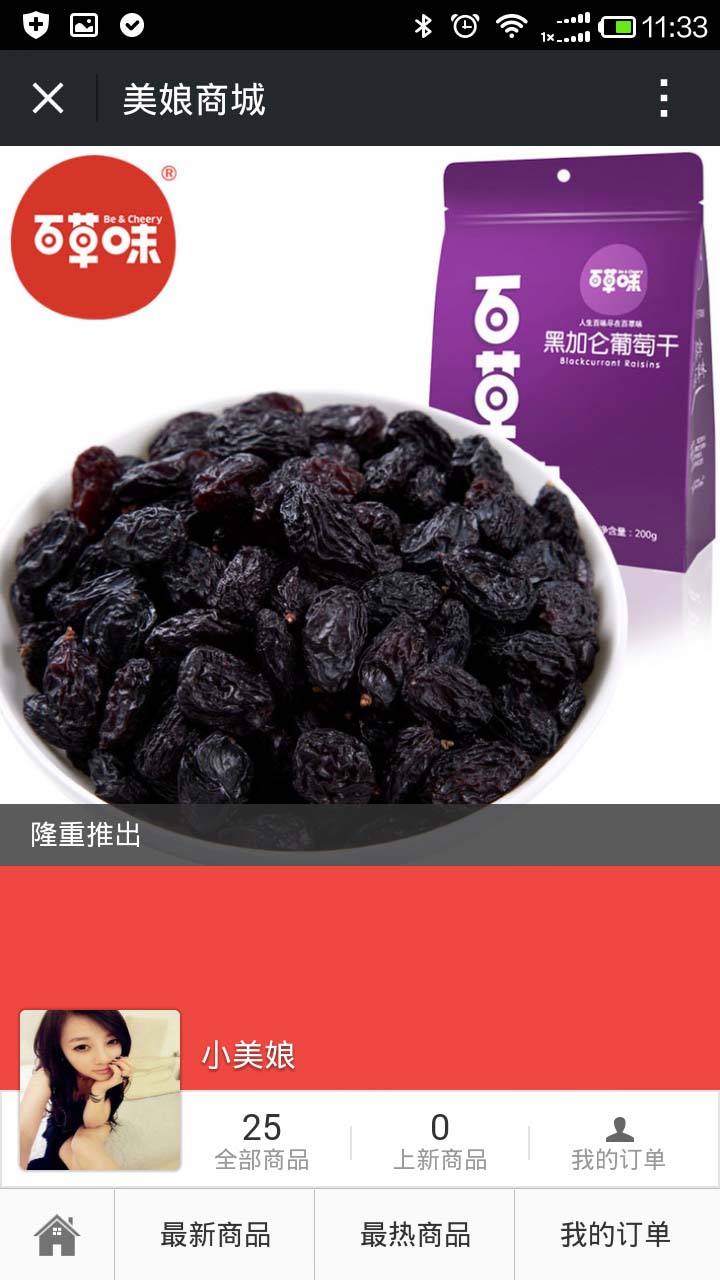 11:33
美娘商城
百草味
Be & Cheery
®
百草味
Be & Cheery
人生百味尽在百草味
黑加仑葡萄干
Blackcurrant Raisins
百草
净含量：200g
隆重推出
小美娘
25
全部商品
0
上新商品
我的订单
最新商品
最热商品
我的订单